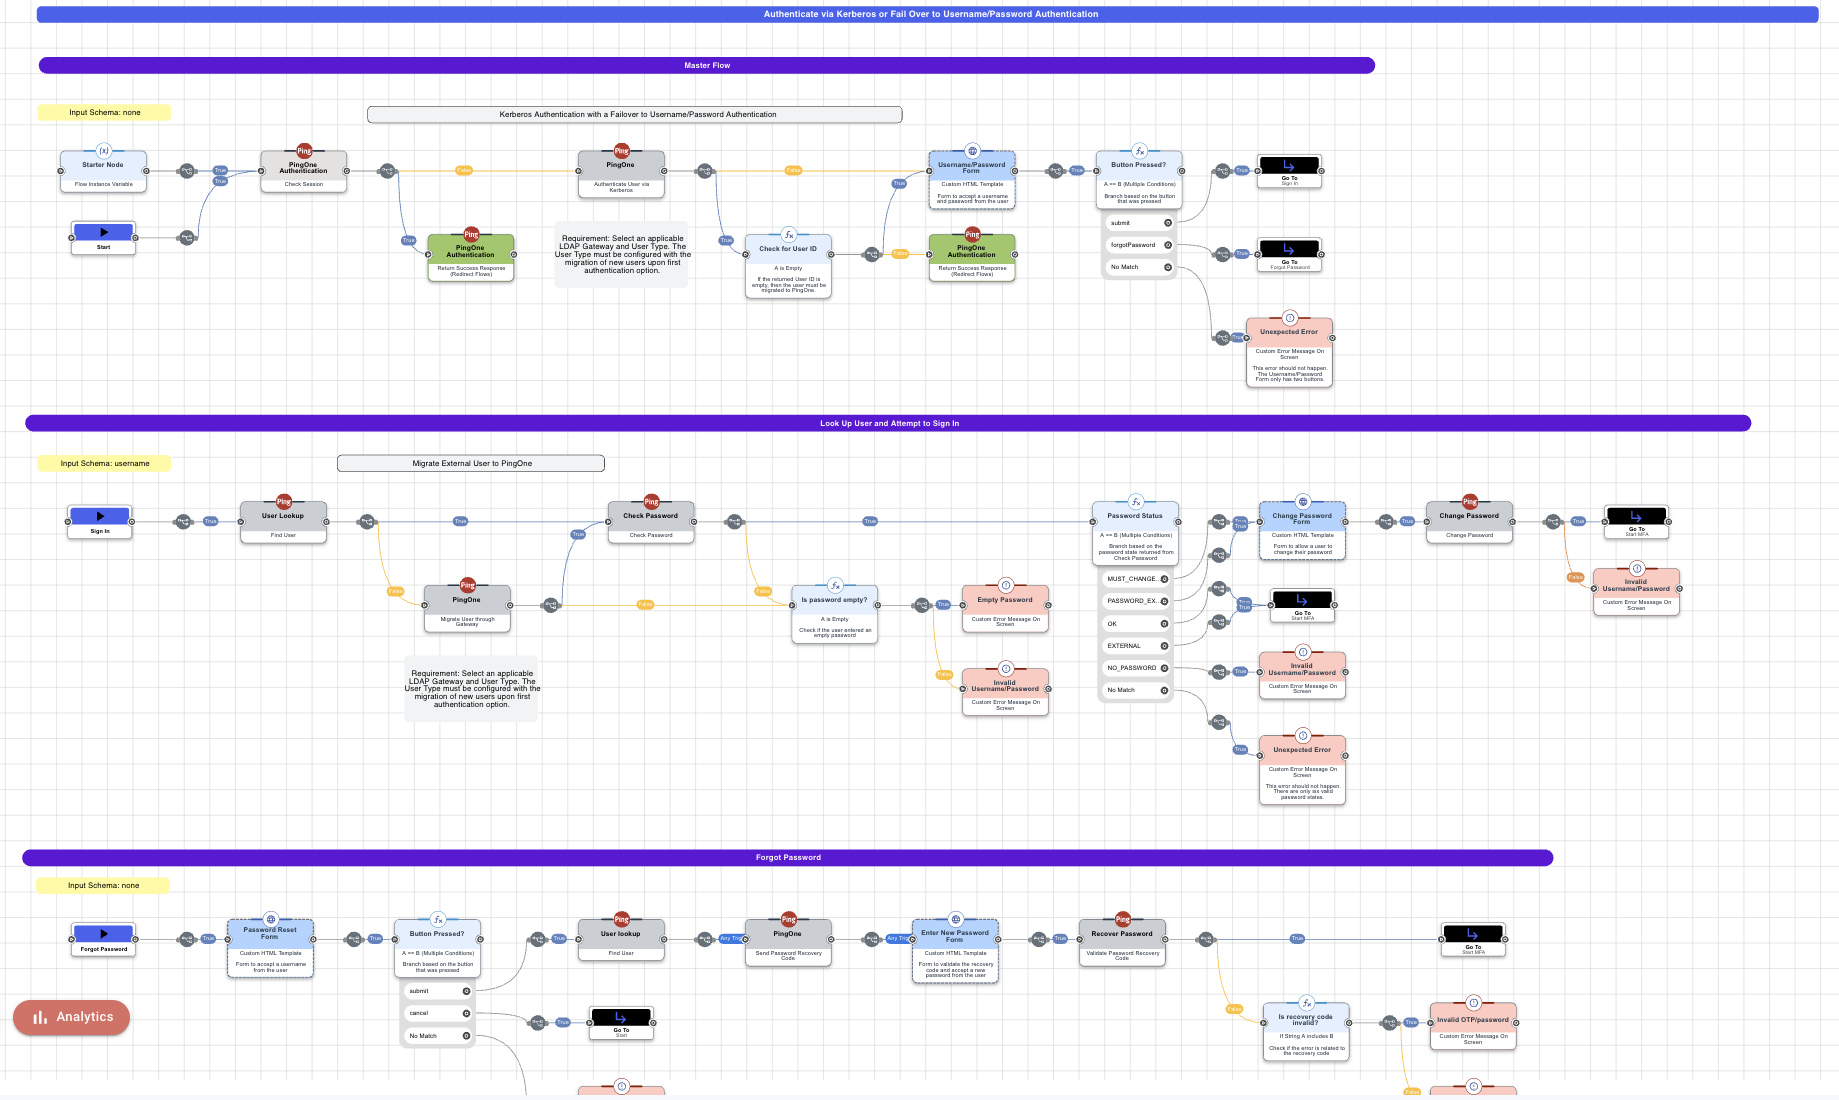 Authenticate via Kerberos or Fail Over to Username/Password Authentication
Master Flow
Input Schema: none
Kerberos Authentication with a Failover to Username/Password Authentication
{x}
Starter Node
Flow Instance Variable
True
True
Start
Ping
PingOne
Authentication
Check Session
False
True
Ping
PingOne
Authentication
Return Success Response
(Redirect Flows)
Ping
PingOne
Authenticate User via
Kerberos
Requirement: Select an applicable
LDAP Gateway and User Type. The
User Type must be configured with the
migration of new users upon first
authentication option.
False
True
Check for User ID
A is Empty
If the returned User ID is
empty, then the user must be
migrated to PingOne.
True
False
Username/Password
Form
Custom HTML Template
Form to accept a username
and password from the user
Ping
PingOne
Authentication
Return Success Response
(Redirect Flows)
True
Button Pressed?
A == B (Multiple Conditions)
Branch based on the button
that was pressed
submit
forgotPassword
No Match
True
Go To
Sign In
True
Go To
Forgot Password
True
Unexpected Error
Custom Error Message On
Screen
This error should not happen.
The Username/Password
Form only has two buttons.
Look Up User and Attempt to Sign In
Input Schema: username
Migrate External User to PingOne
Sign In
True
Ping
User Lookup
Find User
True
False
Ping
PingOne
Migrate User through
Gateway
Requirement: Select an applicable
LDAP Gateway and User Type. The
User Type must be configured with the
migration of new users upon first
authentication option.
True
False
Ping
Check Password
Check Password
True
False
Is password empty?
A is Empty
Check if the user entered an
empty password
True
Empty Password
Custom Error Message On
Screen
False
Invalid
Username/Password
Custom Error Message On
Screen
Password Status
A == B (Multiple Conditions)
Branch based on the
password state returned from
Check Password
MUST_CHANGE...
PASSWORD_EX...
OK
EXTERNAL
NO_PASSWORD
No Match
True
True
Change Password
Form
Custom HTML Template
Form to allow a user to
change their password
True
True
Go To
Start MFA
True
Invalid
Username/Password
Custom Error Message On
Screen
True
Unexpected Error
Custom Error Message On
Screen
This error should not happen.
There are only six valid
password states.
True
Ping
Change Password
Change Password
True
Go To
Start MFA
False
Invalid
Username/Password
Custom Error Message On
Screen
Forgot Password
Input Schema: none
Forgot Password
True
Password Reset
Form
Custom HTML Template
Form to accept a username
from the user
True
Button Pressed?
A == B (Multiple Conditions)
Branch based on the button
that was pressed
submit
cancel
No Match
True
Ping
User lookup
Find User
True
Go To
Start
Any Trig
Ping
PingOne
Send Password Recovery
Code
Any Trig
Enter New Password
Form
Custom HTML Template
Form to validate the recovery
code and accept a new
password from the user
True
Ping
Recover Password
Validate Password Recovery
Code
True
Go To
Start MFA
False
Is recovery code
invalid?
If String A includes B
Check if the error is related to
the recovery code
True
Invalid OTP/password
Custom Error Message On
Screen
False
Analytics